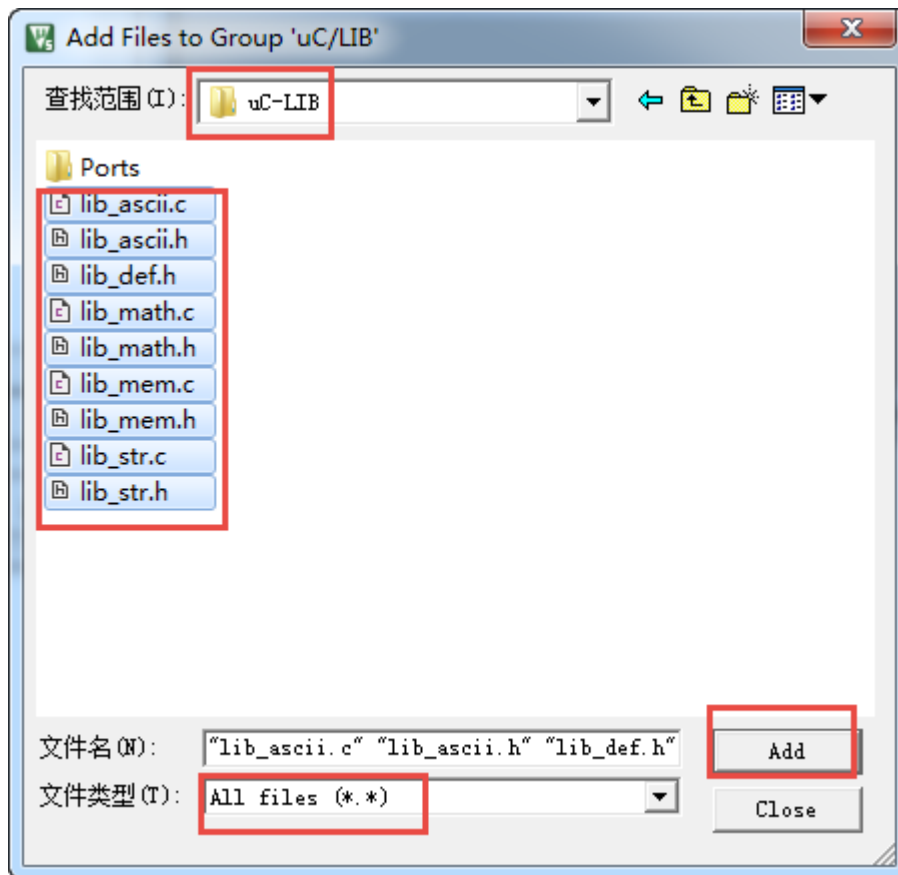 Add Files to Group 'uC/LIB'
查找范围(I): uC-LIB
Ports
lib_ascii.c
lib_ascii.h
lib_def.h
lib_math.c
lib_math.h
lib_mem.c
lib_mem.h
lib_str.c
lib_str.h
文件名(N): "lib_ascii.c" "lib_ascii.h" "lib_def.h" Add
文件类型(T): All files (*.*) Close